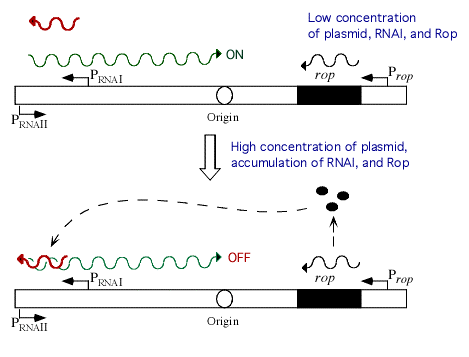 Low concentration
of plasmid, RNAI, and Rop
ON
PRNAI
rop
Prop
PRNAII
Origin
High concentration of plasmid,
accumulation of RNAI, and Rop
OFF
PRNAI
rop
Prop
PRNAII
Origin